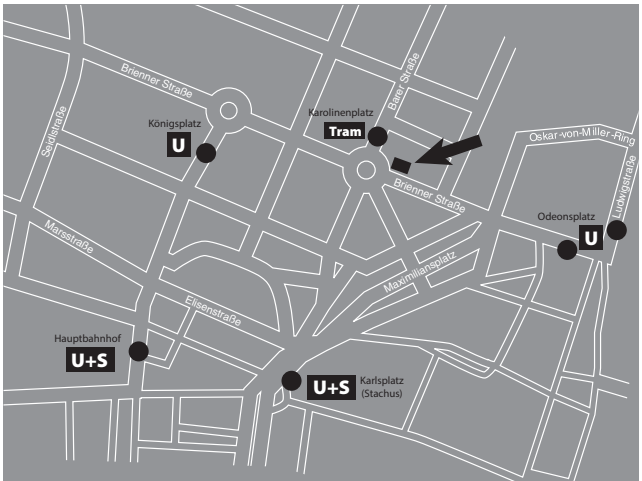 Brienner Straße
Barer Straße
Seidlstraße
Königsplatz
U
Karolinenplatz
Tram
Oskar-von-Miller-Ring
Ludwigstraße
Brienner Straße
Odeonsplatz
U
Marsstraße
Maximiliansplatz
Elisenstraße
Hauptbahnhof
U+S
U+S
Karlsplatz
(Stachus)